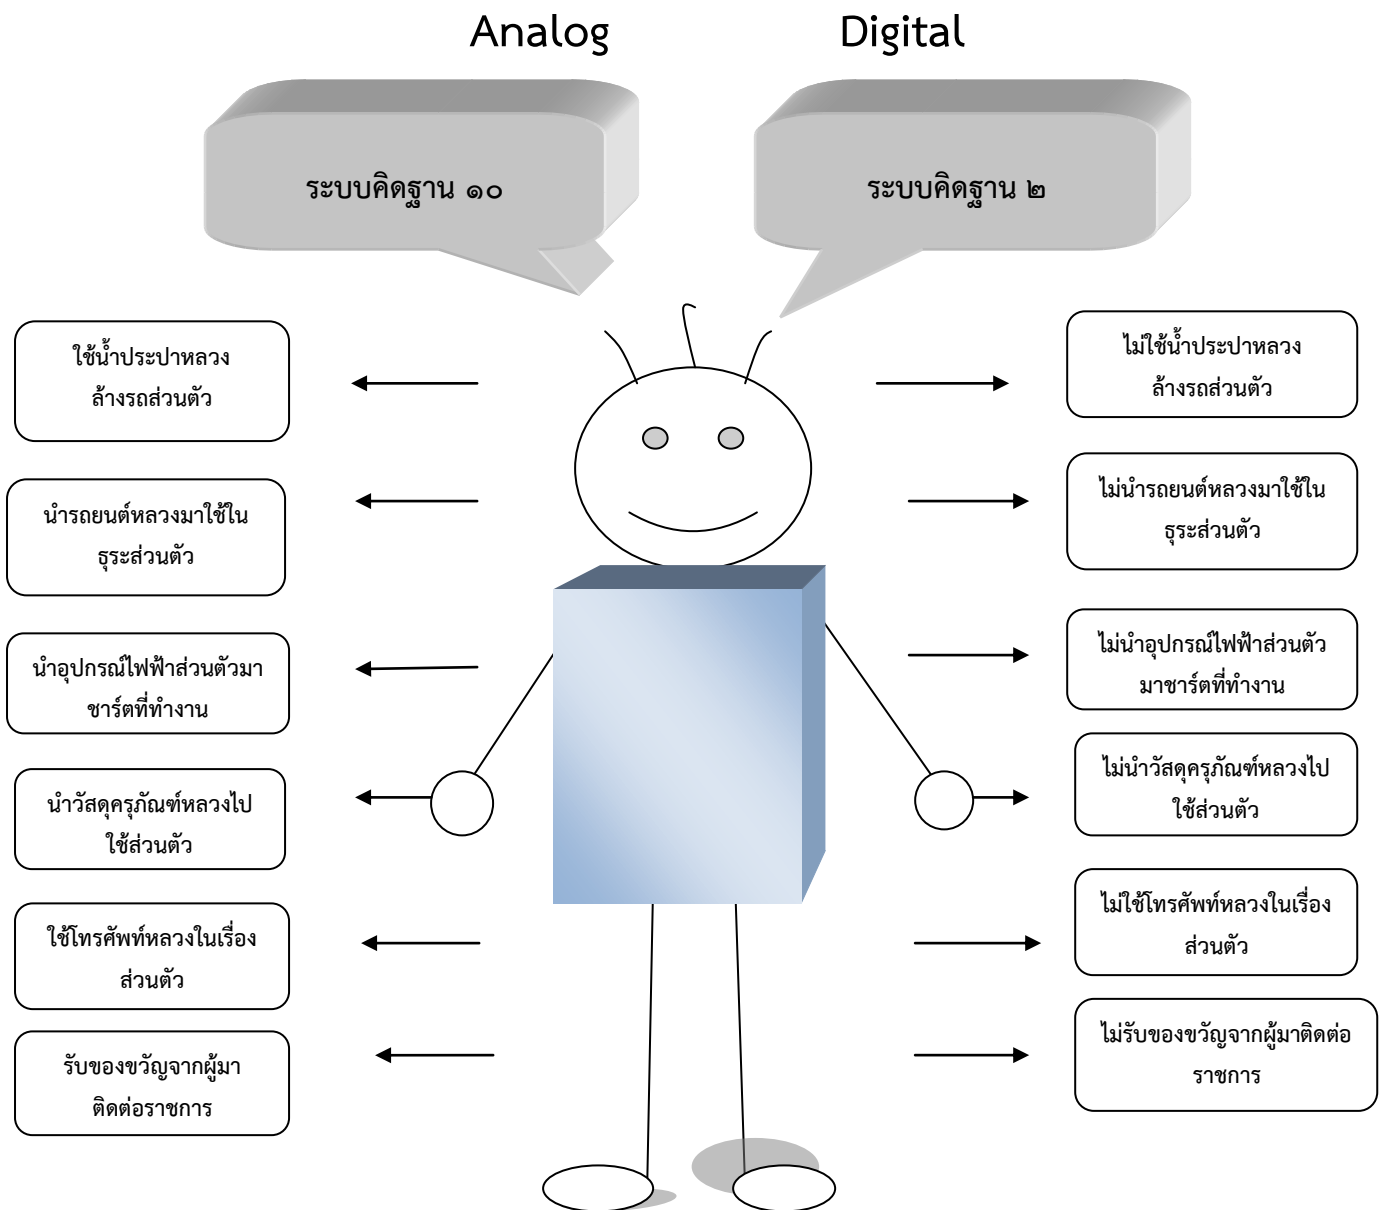 Analog
Digital
ระบบคิดฐาน ๑๐
ระบบคิดฐาน ๒
ใช้น้ำประปาหลวง
ล้างรถส่วนตัว
ไม่ใช้น้ำประปาหลวง
ล้างรถส่วนตัว
นำรถยนต์หลวงมาใช้ใน
ธุระส่วนตัว
ไม่นำรถยนต์หลวงมาใช้ใน
ธุระส่วนตัว
นำอุปกรณ์ไฟฟ้าส่วนตัวมา
ชาร์ตที่ทำงาน
ไม่นำอุปกรณ์ไฟฟ้าส่วนตัว
มาชาร์ตที่ทำงาน
นำวัสดุครุภัณฑ์หลวงไป
ใช้ส่วนตัว
ไม่นำวัสดุครุภัณฑ์หลวงไป
ใช้ส่วนตัว
ใช้โทรศัพท์หลวงในเรื่อง
ส่วนตัว
ไม่ใช้โทรศัพท์หลวงในเรื่อง
ส่วนตัว
รับของขวัญจากผู้มา
ติดต่อราชการ
ไม่รับของขวัญจากผู้มาติดต่อ
ราชการ